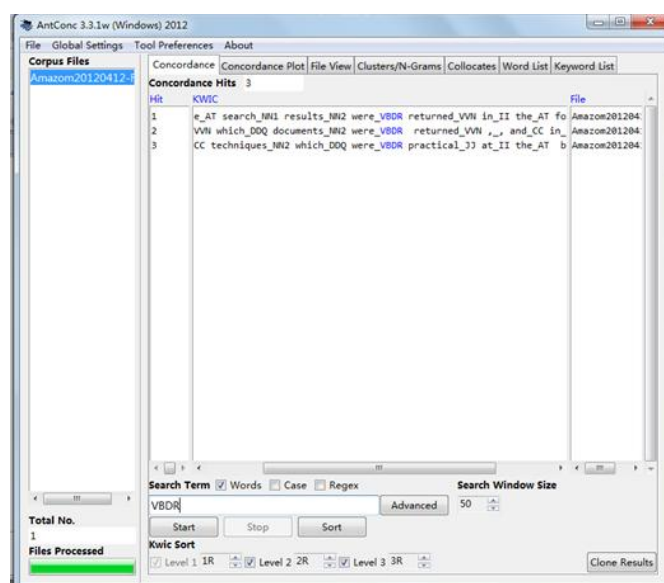 AntConc 3.3.1w (Windows) 2012
File Global Settings Tool Preferences About
Corpus Files
Amazom20120412-F
Total No.
1
Files Processed
Concordance Concordance Plot File View Clusters/N-Grams Collocates Word List Keyword List
Concordance Hits 3
Hit KWIC File
1 e_AT search_NN1 results_NN2 were_VBDR returned_VVN in_II the_AT fo Amazom201204
2 VVN which_DDQ documents_NN2 were_VBDR returned_VVN ,_, and_CC in_ Amazom201204
3 CC techniques_NN2 which_DDQ were_VBDR practical_JJ at_II the_AT b Amazom201204
Search Term Words Case Regex Search Window Size
VBDR Advanced 50
Start Stop Sort
Kwic Sort
Level 1 1R Level 2 2R Level 3 3R Clone Results